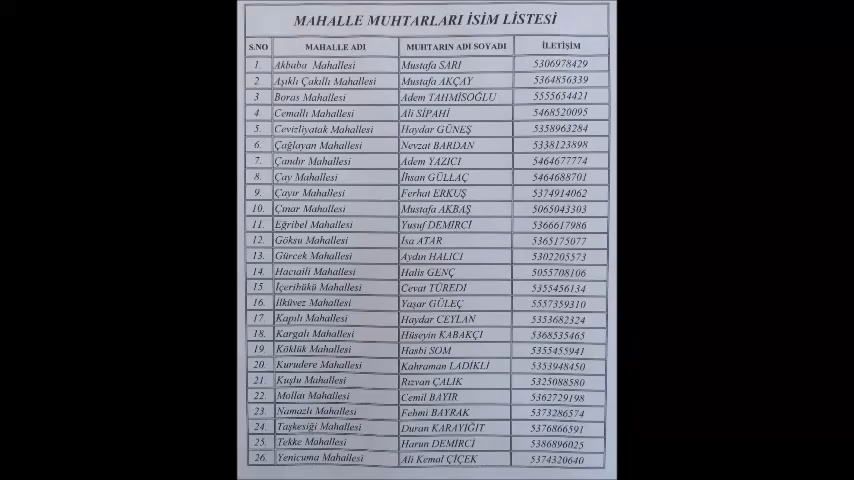 MAHALLE MUHTARLARI İSİM LİSTESİ
S.NO MAHALLE ADI MUHTARIN ADI SOYADI İLETİŞİM
1. Akbaba Mahallesi Mustafa SARI 5306978429
2 Aşıklı Çakıllı Mahallesi Mustafa AKÇAY 5364856339
3 Boras Mahallesi Adem TAHMİSOĞLU 5555654421
4. Cemallı Mahallesi Ali SİPAHİ 5468520095
5. Cevizliyatak Mahallesi Haydar GÜNEŞ 5358963284
6. Çağlayan Mahallesi Nevzat BARDAN 5338123898
7. Çandır Mahallesi Adem YAZICI 5464677774
8. Çay Mahallesi İhsan GÜLLAÇ 5464688701
9. Çayır Mahallesi Ferhat ERKUŞ 5374914062
10. Çınar Mahallesi Mustafa AKBAŞ 5065043303
11. Eğribel Mahallesi Yusuf DEMİRCİ 5366617986
12. Göksu Mahallesi İsa ATAR 5365175077
13. Gürcek Mahallesi Aydın HALICI 5302205573
14. Hacıaili Mahallesi Halis GENÇ 5055708106
15 İçerihükü Mahallesi Cevat TÜREDİ 5355456134
16. İlküvez Mahallesi Yaşar GÜLEÇ 5557359310
17. Kapılı Mahallesi Haydar CEYLAN 5353682324
18. Kargalı Mahallesi Hüseyin KABAKÇI 5368535465
19. Köklük Mahallesi Hasbi SOM 5355455941
20. Kurudere Mahallesi Kahraman LADİKLİ 5353948450
21. Kuşlu Mahallesi Rızvan ÇALIK 5325088580
22. Mollaı Mahallesi Cemil BAYIR 5362729198
23. Namazlı Mahallesi Fehmi BAYRAK 5373286574
24. Taşkesiği Mahallesi Duran KARAYİĞİT 5376866591
25. Tekke Mahallesi Harun DEMİRCİ 5386896025
26. Yenicuma Mahallesi Ali Kemal ÇİÇEK 5374320640